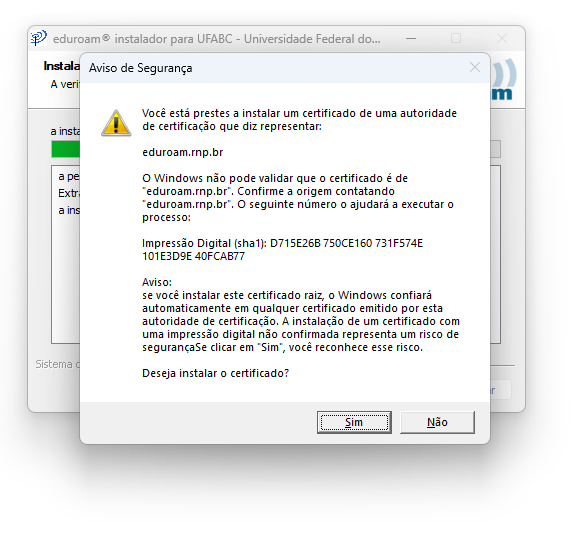 eduroam® instalador para UFABC - Universidade Federal do...
Instala
A verif
m
Aviso de Segurança
a insta
a pe
Extra
a ins
Sistema d
ar
Você está prestes a instalar um certificado de uma autoridade
de certificação que diz representar:
eduroam.rnp.br
O Windows não pode validar que o certificado é de
"eduroam.rnp.br". Confirme a origem contatando
"eduroam.rnp.br". O seguinte número o ajudará a executar o
processo:
Impressão Digital (sha1): D715E26B 750CE160 731F574E
101E3D9E 40FCAB77
Aviso:
se você instalar este certificado raiz, o Windows confiará
automaticamente em qualquer certificado emitido por esta
autoridade de certificação. A instalação de um certificado com
uma impressão digital não confirmada representa um risco de
segurançaSe clicar em "Sim", você reconhece esse risco.
Deseja instalar o certificado?
Sim
Não